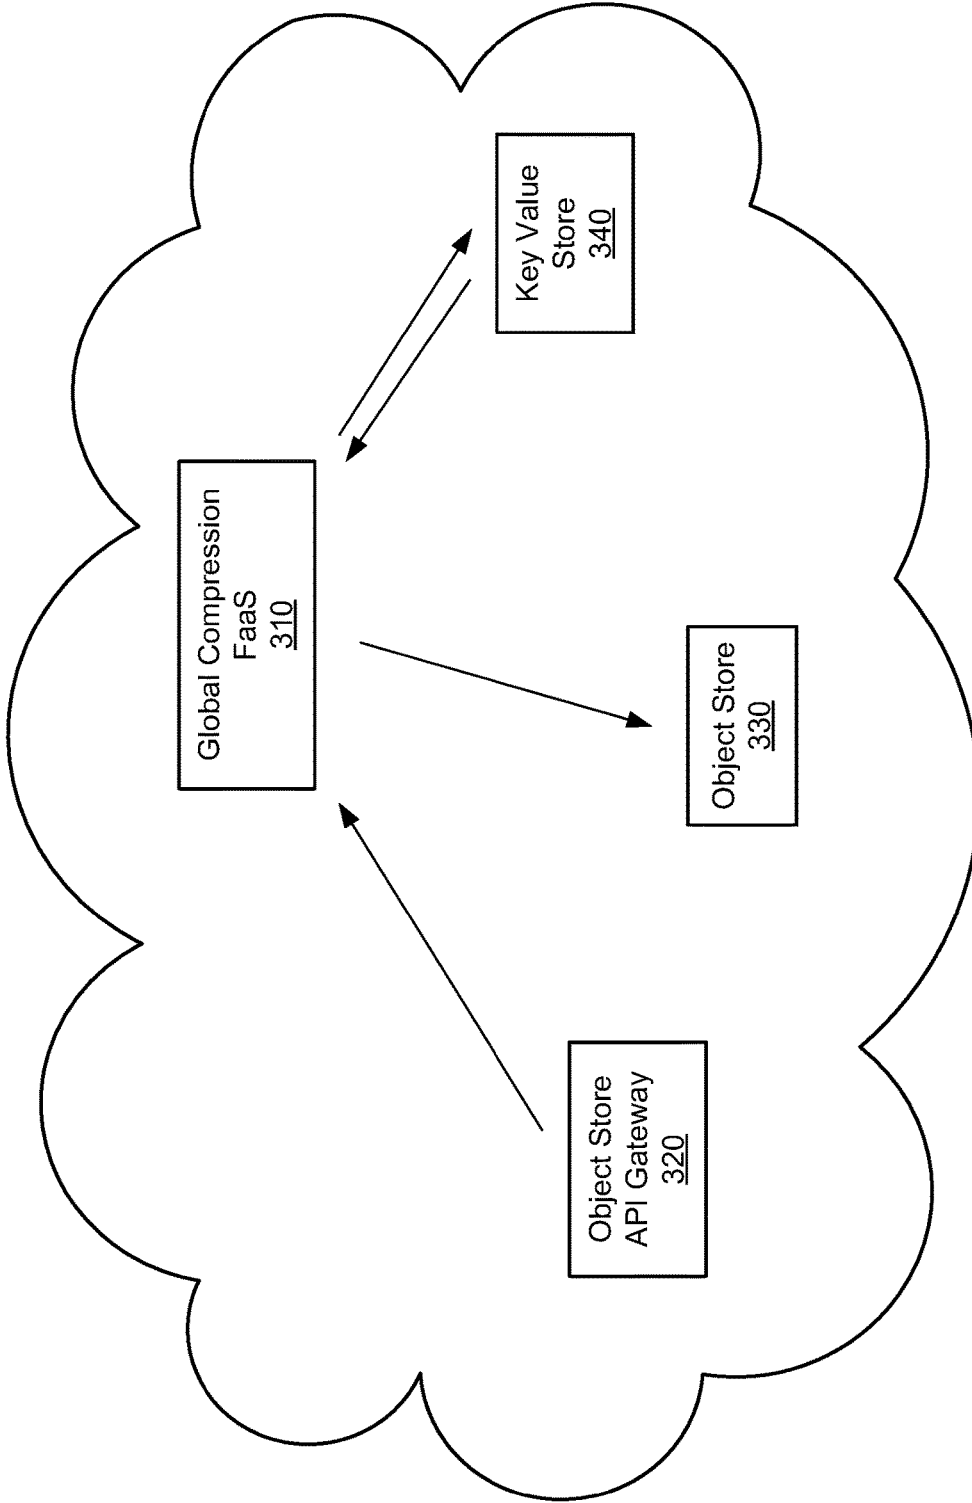 Global Compression
FaaS
310
Key Value
Store
340
Object Store
330
Object Store
API Gateway
320